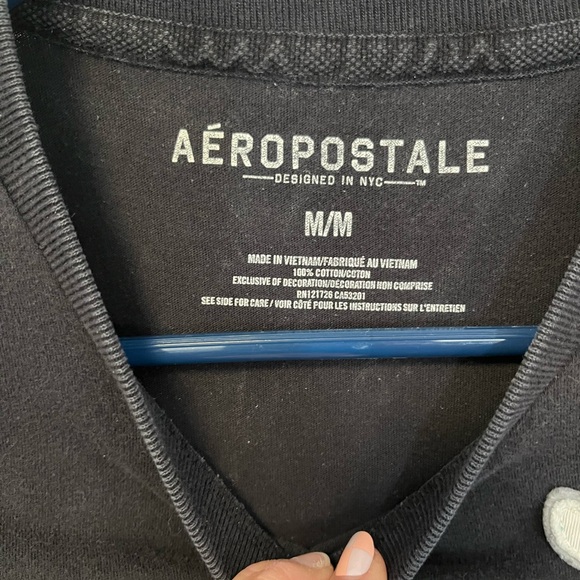 AÉROPOSTALE
DESIGNED IN NYC ™
M/M
MADE IN VIETNAM/FABRIQUÉ AU VIETNAM
100% COTTON/COTON
EXCLUSIVE OF DECORATION/DÉCORATION NON COMPRISE
RN121726 CA53201
SEE SIDE FOR CARE / VOIR CÔTÉ POUR LES INSTRUCTIONS SUR L'ENTRETIEN